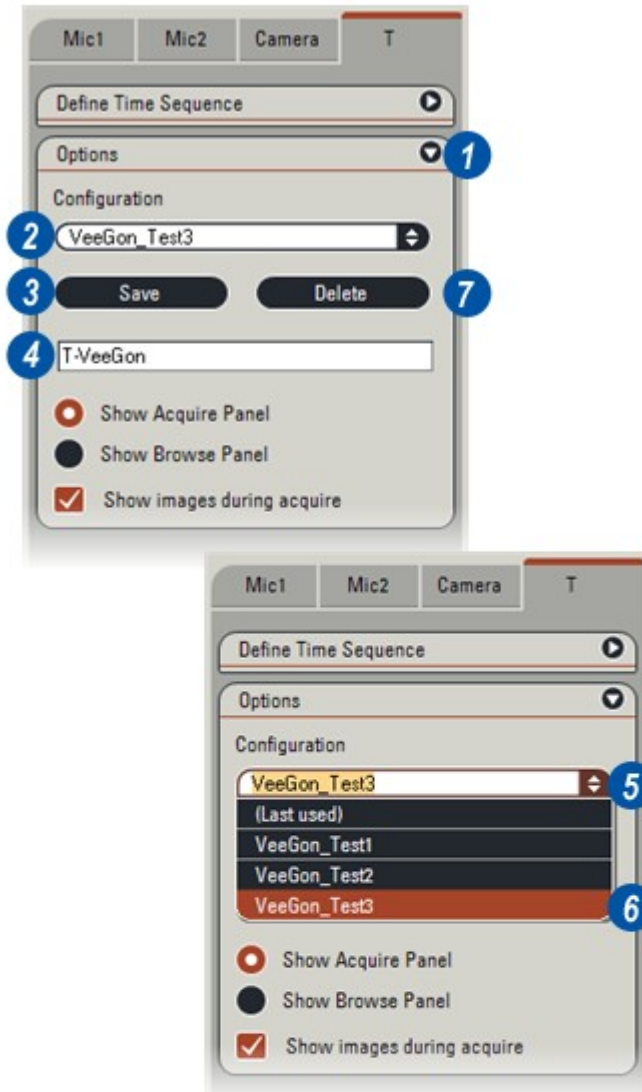 Mic1 Mic2 Camera T
Define Time Sequence
Options 1
Configuration
2 VeeGon_Test3
3 Save Delete 7
4 T-VeeGon
Show Acquire Panel
Show Browse Panel
Show images during acquire
Mic1 Mic2 Camera T
Define Time Sequence
Options
Configuration
VeeGon_Test3 5
(Last used)
VeeGon_Test1
VeeGon_Test2
VeeGon_Test3 6
Show Acquire Panel
Show Browse Panel
Show images during acquire